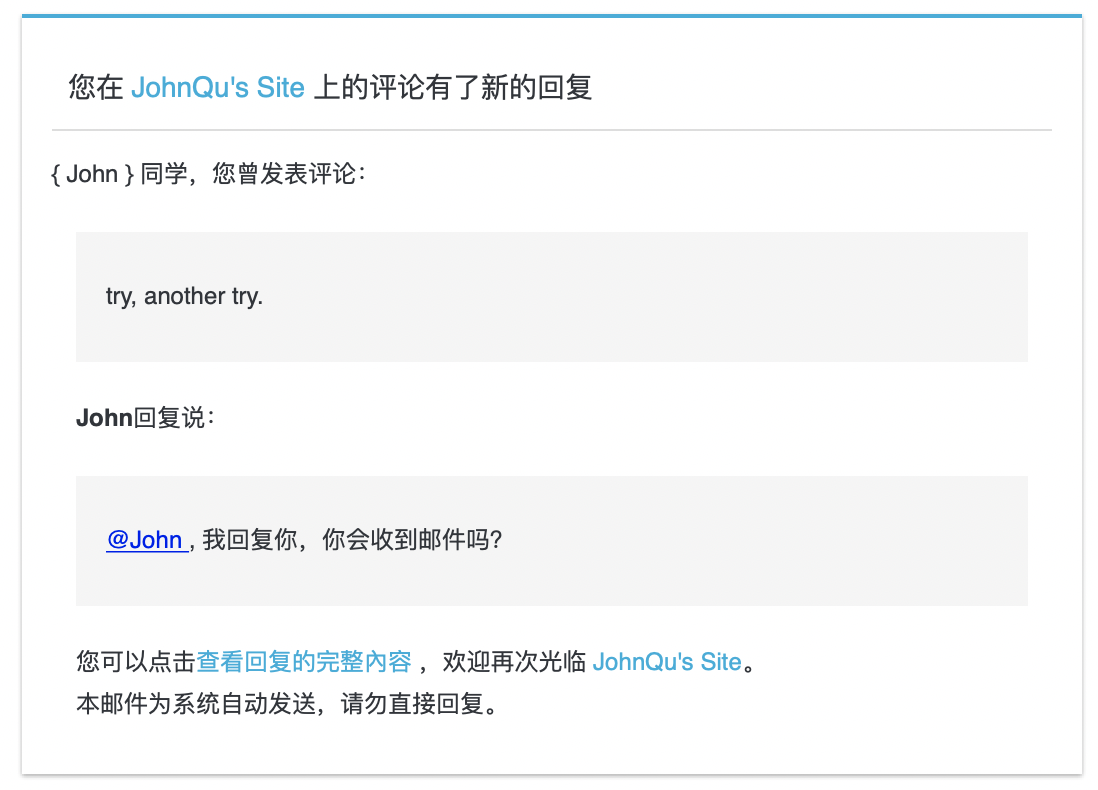 您在 JohnQu's Site 上的评论有了新的回复
{ John } 同学，您曾发表评论：
try, another try.
John回复说：
@John , 我回复你，你会收到邮件吗?
您可以点击查看回复的完整內容 ，欢迎再次光临 JohnQu's Site。
本邮件为系统自动发送，请勿直接回复。